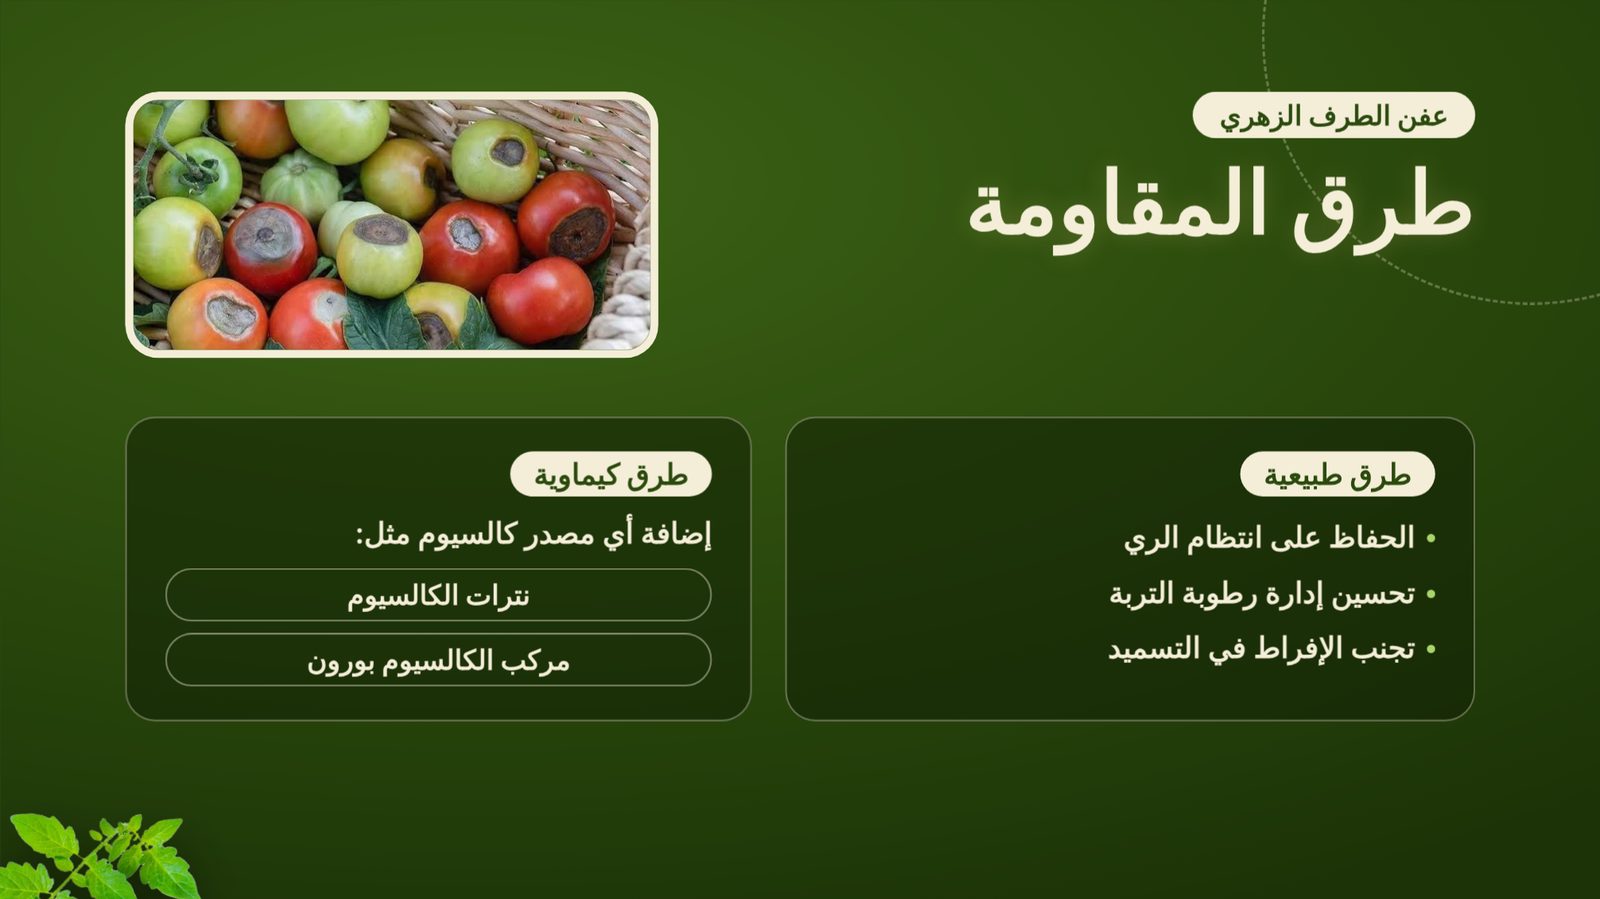 عفن الطرف الزهري
طرق المقاومة
طرق طبيعية
• الحفاظ على انتظام الري
• تحسين إدارة رطوبة التربة
• تجنب الإفراط في التسميد
طرق كيماوية
إضافة أي مصدر كالسيوم مثل:
نترات الكالسيوم
مركب الكالسيوم بورون